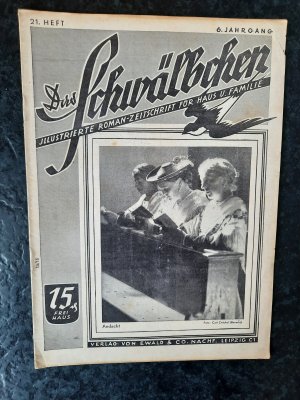 21. HEFT
6. JAHRGANG
Das Schwälbchen
ILLUSTRIERTE ROMAN-ZEITSCHRIFT FÜR HAUS U. FAMILIE
15
FREI
HAUS
Andacht
VERLAG VON EWALD & CO. NACHF. LEIPZIG C1